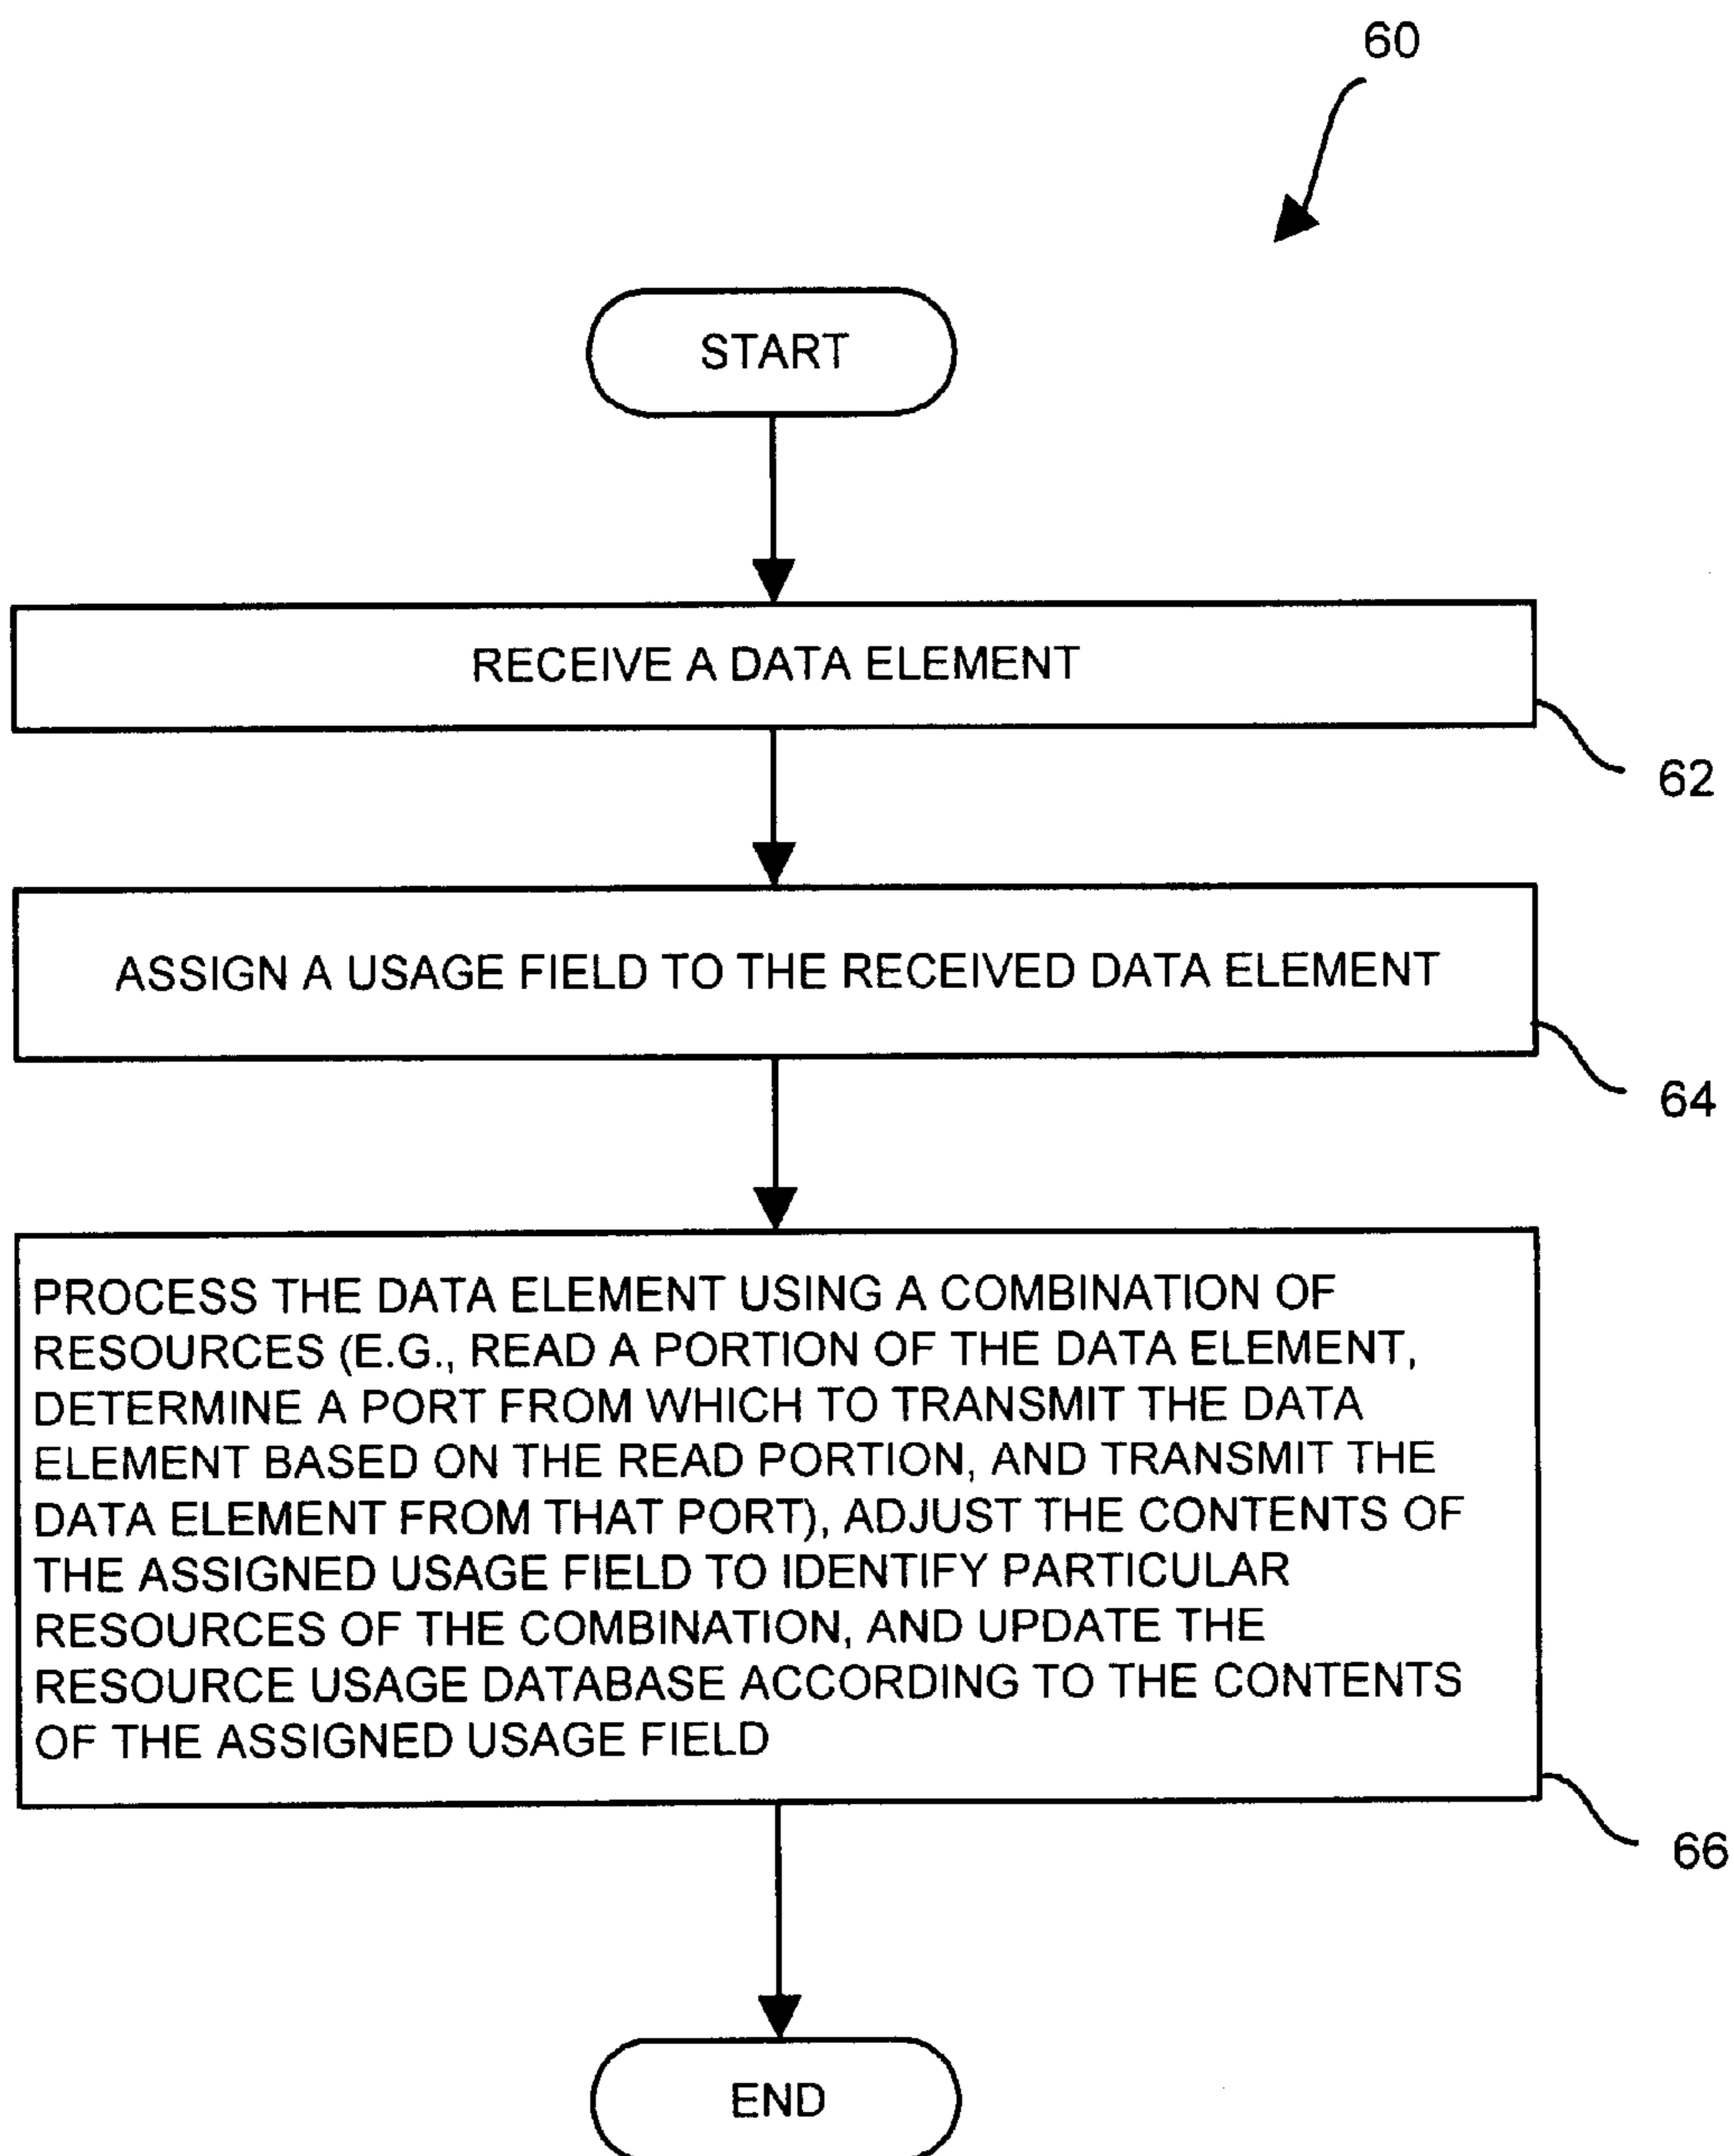 60
START
RECEIVE A DATA ELEMENT
62
ASSIGN A USAGE FIELD TO THE RECEIVED DATA ELEMENT
64
PROCESS THE DATA ELEMENT USING A COMBINATION OF
RESOURCES (E.G., READ A PORTION OF THE DATA ELEMENT,
DETERMINE A PORT FROM WHICH TO TRANSMIT THE DATA
ELEMENT BASED ON THE READ PORTION, AND TRANSMIT THE
DATA ELEMENT FROM THAT PORT), ADJUST THE CONTENTS OF
THE ASSIGNED USAGE FIELD TO IDENTIFY PARTICULAR
RESOURCES OF THE COMBINATION, AND UPDATE THE
RESOURCE USAGE DATABASE ACCORDING TO THE CONTENTS
OF THE ASSIGNED USAGE FIELD
66
END